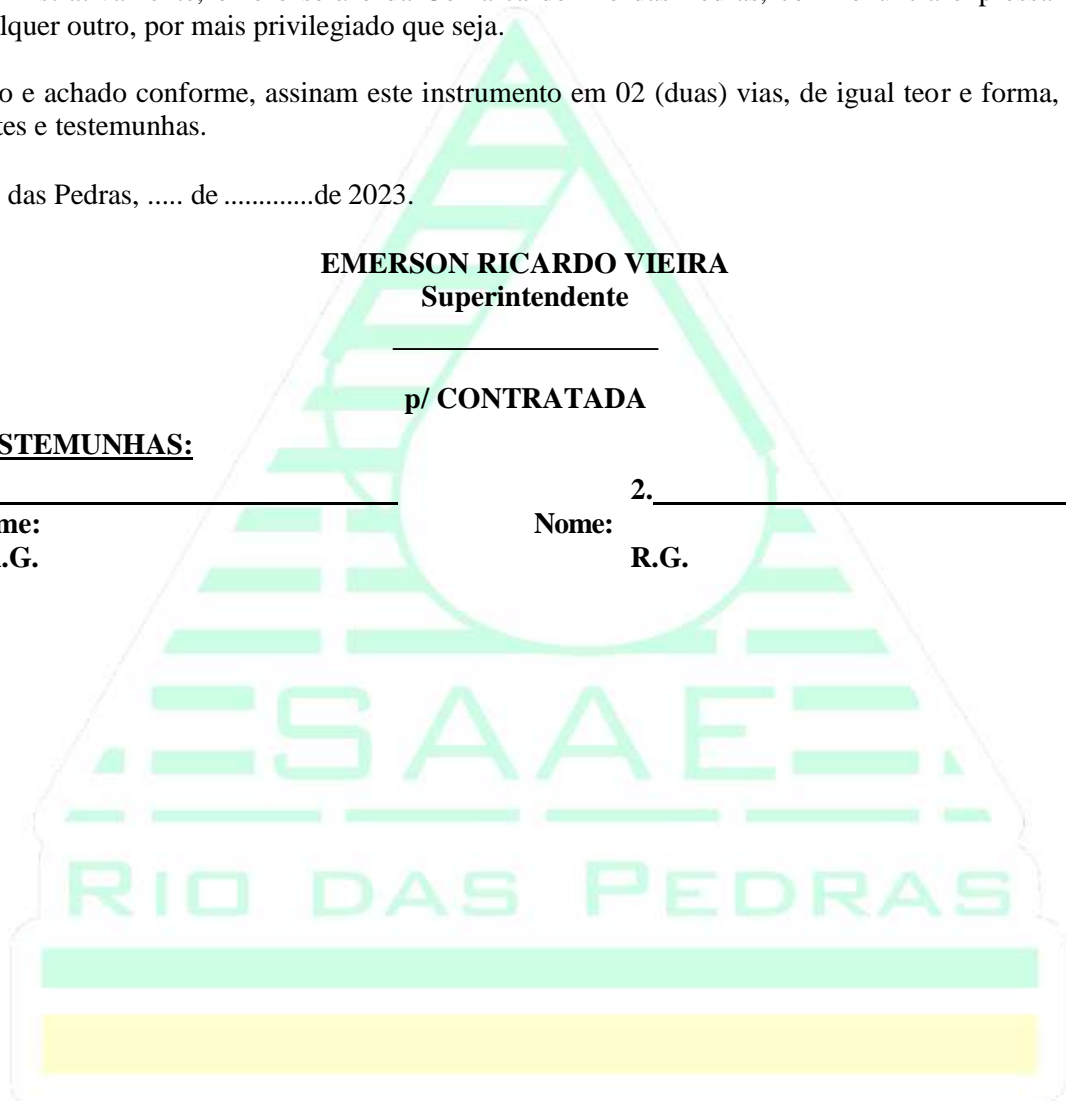 qualquer outro, por mais privilegiado que seja.
o e achado conforme, assinam este instrumento em 02 (duas) vias, de igual teor e forma,
tes e testemunhas.
das Pedras, ..... de .............de 2023.
EMERSON RICARDO VIEIRA
Superintendente
____________________
p/ CONTRATADA
STEMUNHAS:
2.
me: Nome:
.G. R.G.
SAAE
RIO DAS PEDRAS